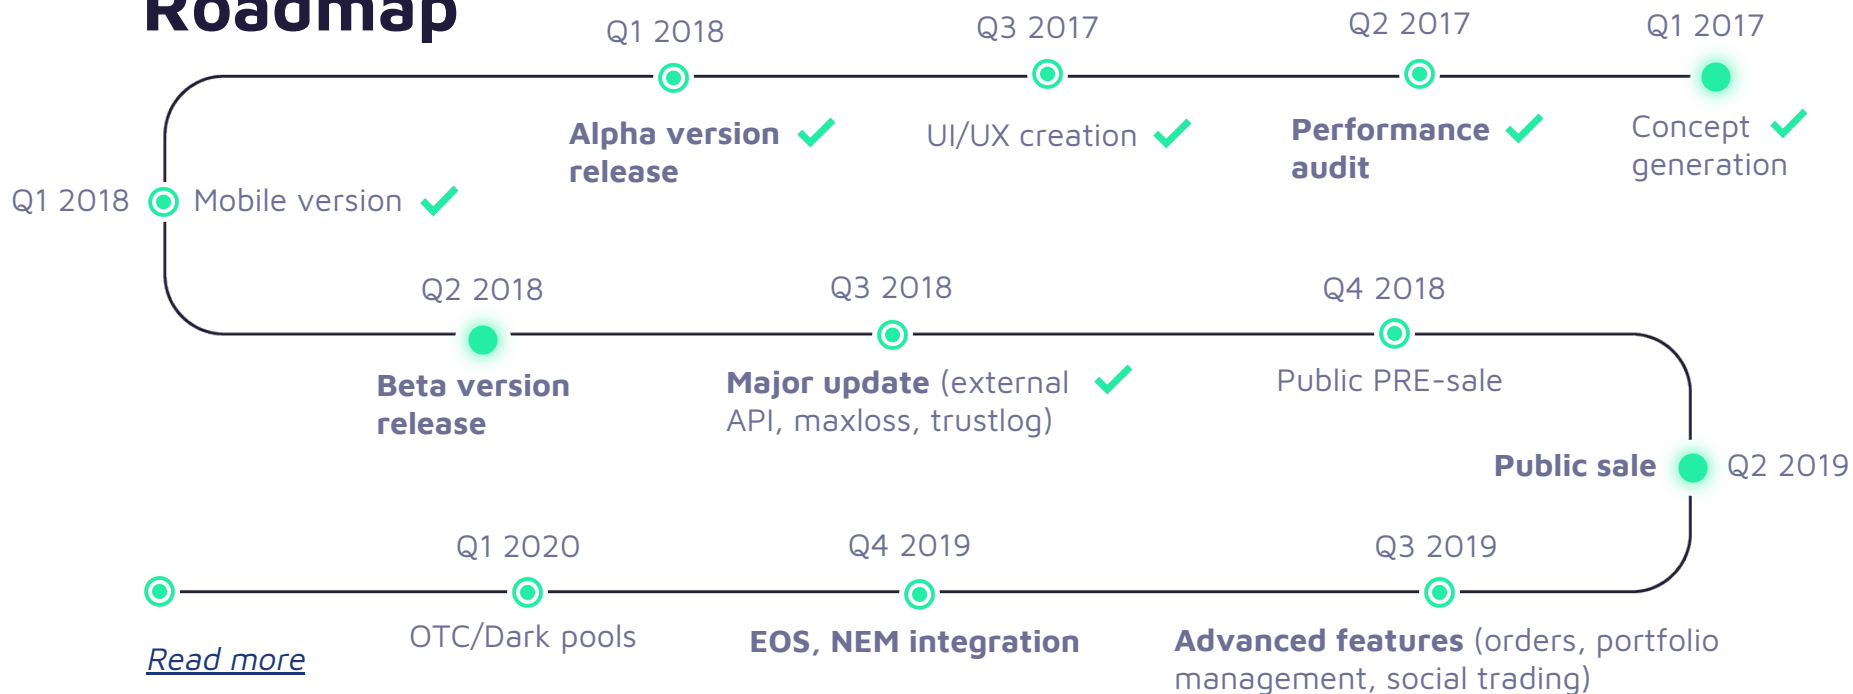 Roadmap
Q1 2018
Q3 2017
Q2 2017
Q1 2017
Alpha version
release
UI/UX creation
Performance
audit
Concept
generation
Q1 2018
Mobile version
Q2 2018
Q3 2018
Q4 2018
Beta version
release
Major update (external
API, maxloss, trustlog)
Public PRE-sale
Public sale
Q2 2019
Q1 2020
Q4 2019
Q3 2019
OTC/Dark pools
EOS, NEM integration
Advanced features (orders, portfolio
management, social trading)
Read more